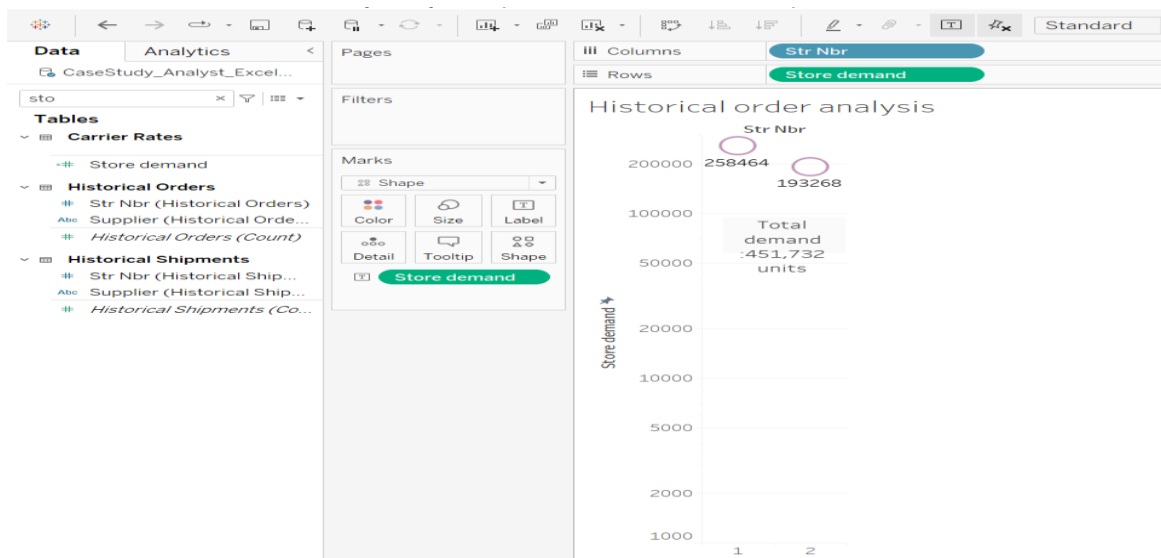 Standard
Data
Analytics
<
CaseStudy_Analyst_Excel...
sto
×
Tables
Carrier Rates
Store demand
Historical Orders
Str Nbr (Historical Orders)
Abc Supplier (Historical Orde...
Historical Orders (Count)
Historical Shipments
Str Nbr (Historical Ship...
Abc Supplier (Historical Ship...
Historical Shipments (Co...
Pages
Filters
Marks
Shape
Color
Size
Label
Detail
Tooltip
Shape
Store demand
Columns
Str Nbr
Rows
Store demand
Historical order analysis
Str Nbr
258464
193268
Total
demand
:451,732
units
Store demand
200000
100000
50000
20000
10000
5000
2000
1000
1
2